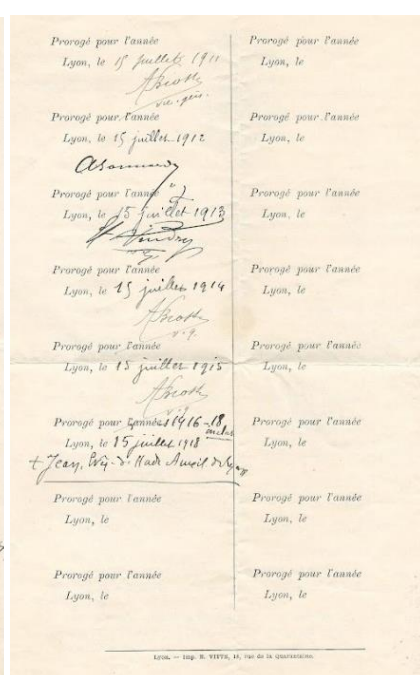 Prorogé pour l'année
Lyon, le 15 juillet 1911
vic. gén.
Prorogé pour l'année
Lyon, le 15 juillet 1912
Prorogé pour l'année
Lyon, le 15 juillet 1913
Prorogé pour l'année
Lyon, le 15 juillet 1914
v. g.
Prorogé pour l'année
Lyon, le 15 juillet 1915
Prorogé pour l'année 1916-18
Lyon, le 15 juillet 1918
+ Jean, Evêq. d'
Prorogé pour l'année
Lyon, le
Prorogé pour l'année
Lyon, le
Prorogé pour l'année
Lyon, le
Prorogé pour l'année
Lyon, le
Prorogé pour l'année
Lyon, le
Prorogé pour l'année
Lyon, le
Prorogé pour l'année
Lyon, le
Prorogé pour l'année
Lyon, le
Prorogé pour l'année
Lyon, le
Prorogé pour l'année
Lyon, le
Lyon. — Imp. E. VITTE, 18, rue de la Quarantaine.